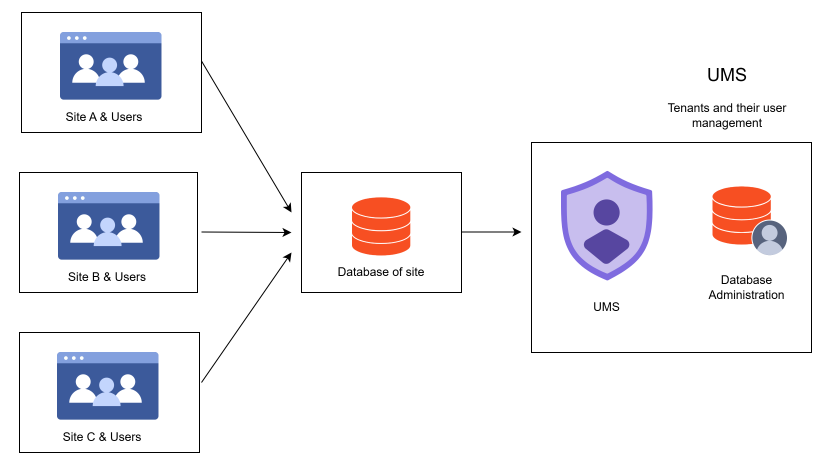 Site A & Users
Site B & Users
Site C & Users
Database of site
UMS
Tenants and their user
management
UMS
Database
Administration